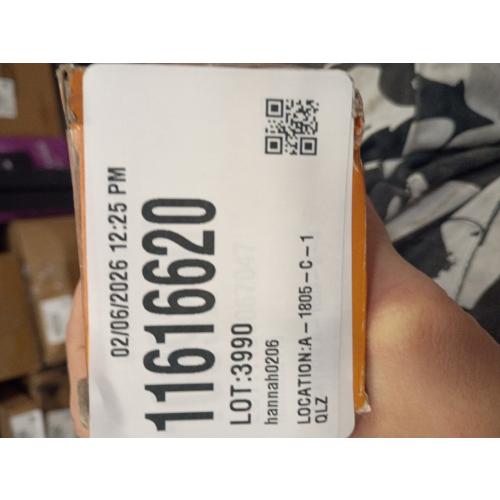 02/06/2026 12:25 PM
11616620
LOT:3990
hannah0206
LOCATION:A-1805-C-1
QLZ